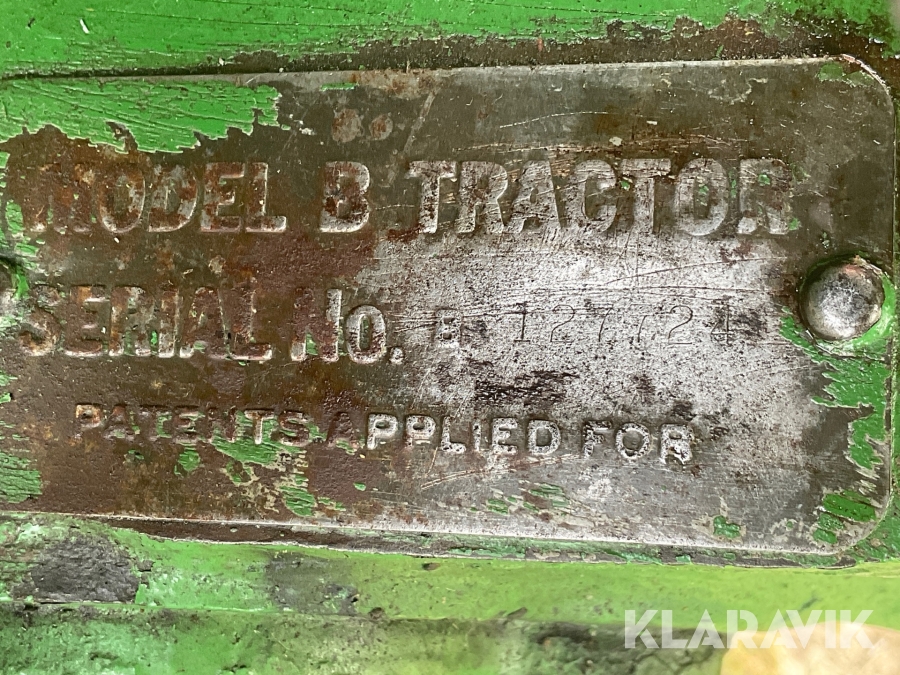 MODEL B TRACTOR
SERIAL No. B 127724
PATENTS APPLIED FOR
KLARAVIK